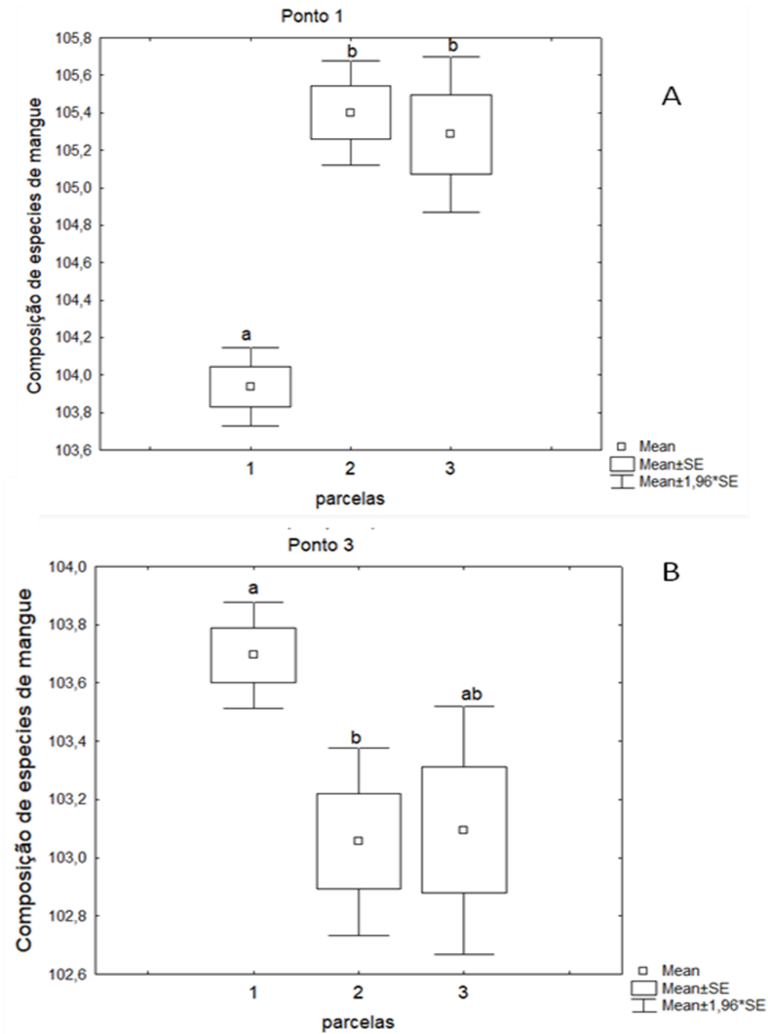 Ponto 1
A
Composição de especies de mangue
105,8
105,6
105,4
105,2
105,0
104,8
104,6
104,4
104,2
104,0
103,8
103,6
a
b
b
1 2 3
parcelas
Mean
Mean±SE
Mean±1,96*SE
Ponto 3
B
Composição de especies de mangue
104,0
103,8
103,6
103,4
103,2
103,0
102,8
102,6
a
b
ab
1 2 3
parcelas
Mean
Mean±SE
Mean±1,96*SE